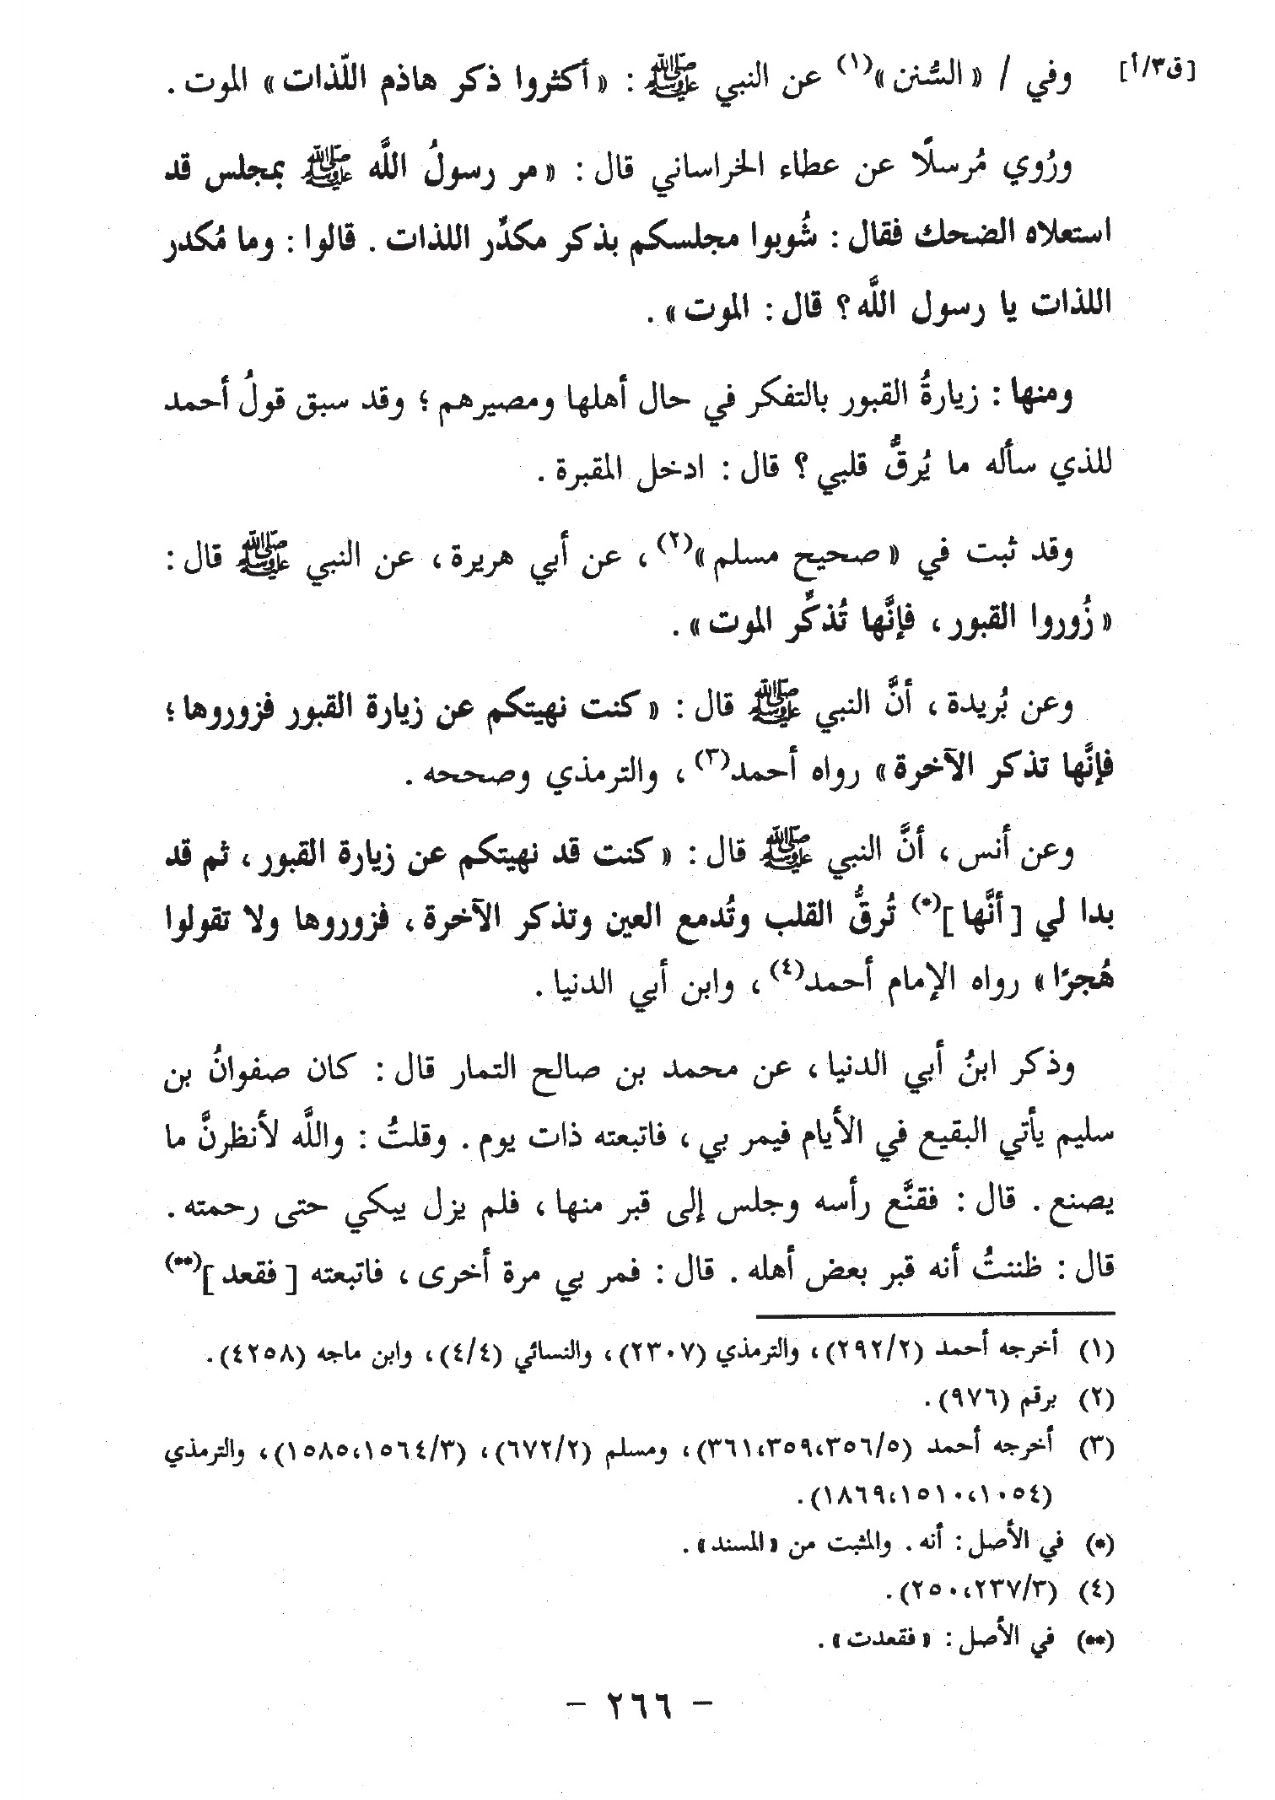 [ق٣/أ]
وفي / «السُّنن»(١) عن النبي ﷺ : «أكثروا ذكر هاذم اللّذات» الموت .
ورُوي مُرسلًا عن عطاء الخراساني قال : «مر رسولُ اللَّه ﷺ بمجلس قد
استعلاه الضحك فقال : شُوبوا مجلسكم بذكر مكدِّر اللذات . قالوا : وما مُكدر
اللذات يا رسول اللَّه ؟ قال : الموت» .
ومنها : زيارةُ القبور بالتفكر في حال أهلها ومصيرهم ؛ وقد سبق قولُ أحمد
للذي سأله ما يُرقُّ قلبي ؟ قال : ادخل المقبرة .
وقد ثبت في «صحيح مسلم»(٢) ، عن أبي هريرة ، عن النبي ﷺ قال :
«زُوروا القبور ، فإنَّها تُذكِّر الموت» .
وعن بُريدة ، أنَّ النبي ﷺ قال : «كنت نهيتكم عن زيارة القبور فزوروها ؛
فإنَّها تذكر الآخرة» رواه أحمد(٣) ، والترمذي وصححه .
وعن أنس ، أنَّ النبي ﷺ قال : «كنت قد نهيتكم عن زيارة القبور ، ثم قد
بدا لي [أنَّها](*) تُرقُّ القلب وتُدمع العين وتذكر الآخرة ، فزوروها ولا تقولوا
هُجرًا» رواه الإمام أحمد(٤) ، وابن أبي الدنيا .
وذكر ابنُ أبي الدنيا ، عن محمد بن صالح التمار قال : كان صفوانُ بن
سليم يأتي البقيع في الأيام فيمر بي ، فاتبعته ذات يوم . وقلتُ : واللَّه لأنظرنَّ ما
يصنع . قال : فقنَّع رأسه وجلس إلى قبر منها ، فلم يزل يبكي حتى رحمته .
قال : ظننتُ أنه قبر بعض أهله . قال : فمر بي مرة أخرى ، فاتبعته [فقعد](**)
(١) أخرجه أحمد (٢٩٢/٢) ، والترمذي (٢٣٠٧) ، والنسائي (٤/٤) ، وابن ماجه (٤٢٥٨) .
(٢) برقم (٩٧٦) .
(٣) أخرجه أحمد (٣٦١،٣٥٩،٣٥٦/٥) ، ومسلم (٦٧٢/٢) ، (١٥٨٥،١٥٦٤/٣) ، والترمذي
(١٨٦٩،١٥١٠،١٠٥٤) .
(*) في الأصل : أنه . والمثبت من «المسند» .
(٤) (٢٥٠،٢٣٧/٣) .
(**) في الأصل : «فقعدت» .
- ٢٦٦ -